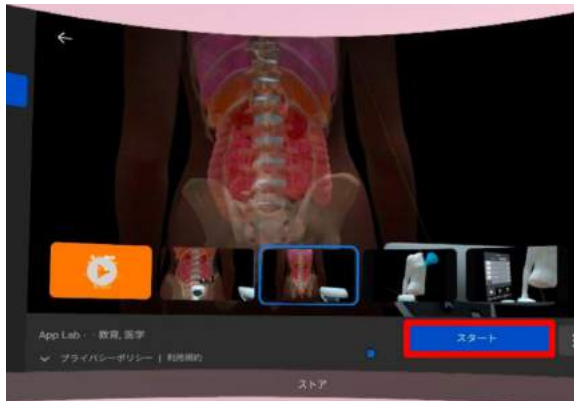 App Lab · · 教育, 医学
スタート
プライバシーポリシー | 利用規約
ストア